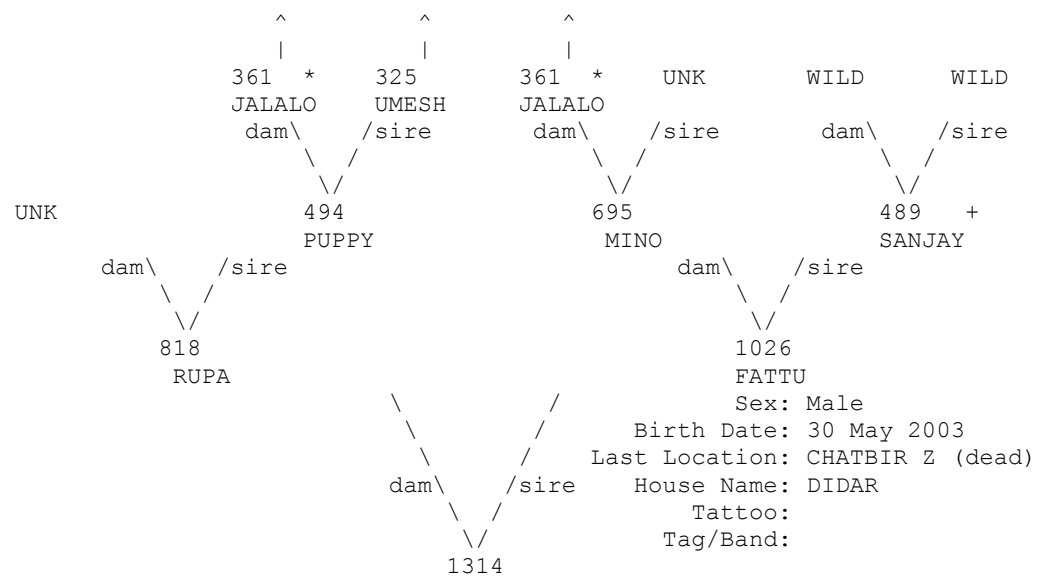 ^ ^ ^
| | |
361 * 325 361 * UNK WILD WILD
JALALO UMESH JALALO
dam\ /sire dam\ /sire dam\ /sire
\ / \ / \ /
\/ \/ \/
UNK 494 695 489 +
PUPPY MINO SANJAY
dam\ /sire dam\ /sire
\ / \ /
\/ \/
818 1026
RUPA FATTU
\ / Sex: Male
\ / Birth Date: 30 May 2003
\ / Last Location: CHATBIR Z (dead)
dam\ /sire House Name: DIDAR
\ / Tattoo:
\/ Tag/Band:
1314